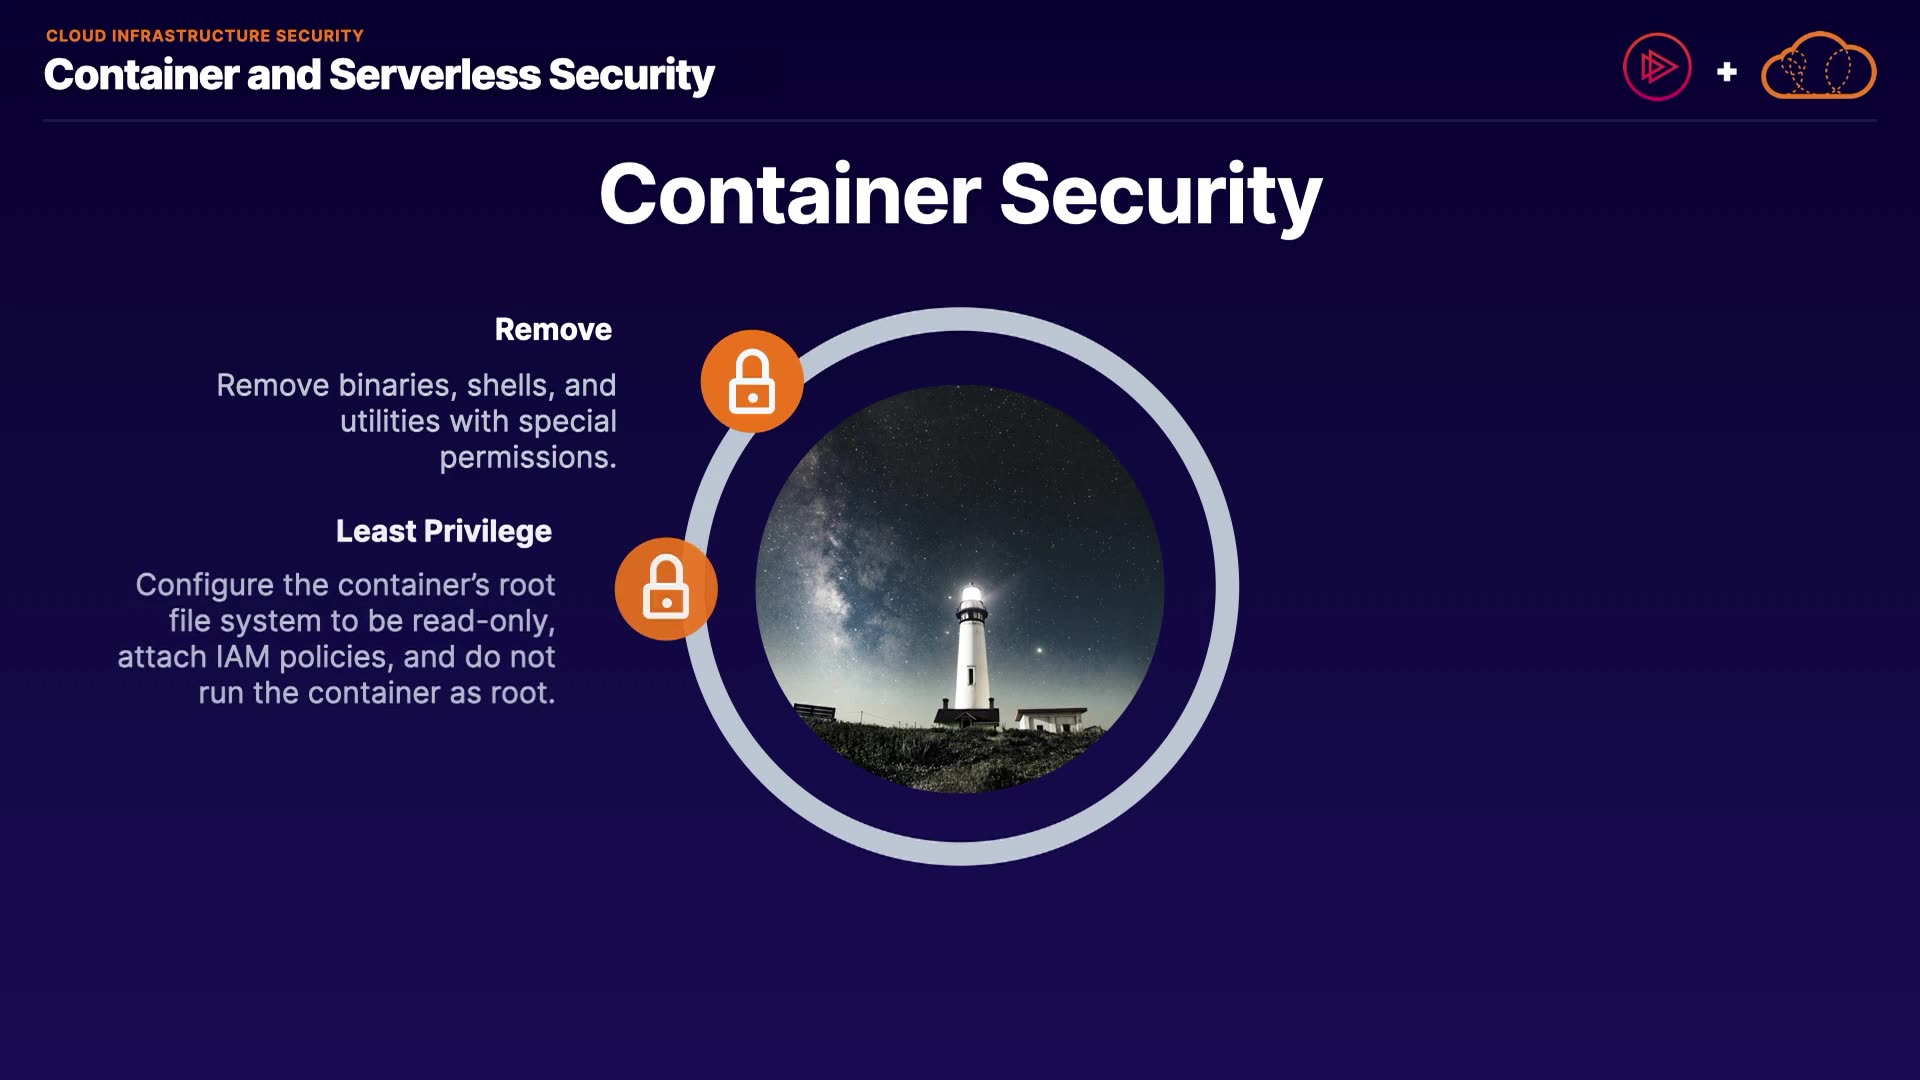 CLOUD INFRASTRUCTURE SECURITY
Container and Serverless Security
Container Security
Remove
Remove binaries, shells, and
utilities with special
permissions.
Least Privilege
Configure the container’s root
file system to be read-only,
attach IAM policies, and do not
run the container as root.